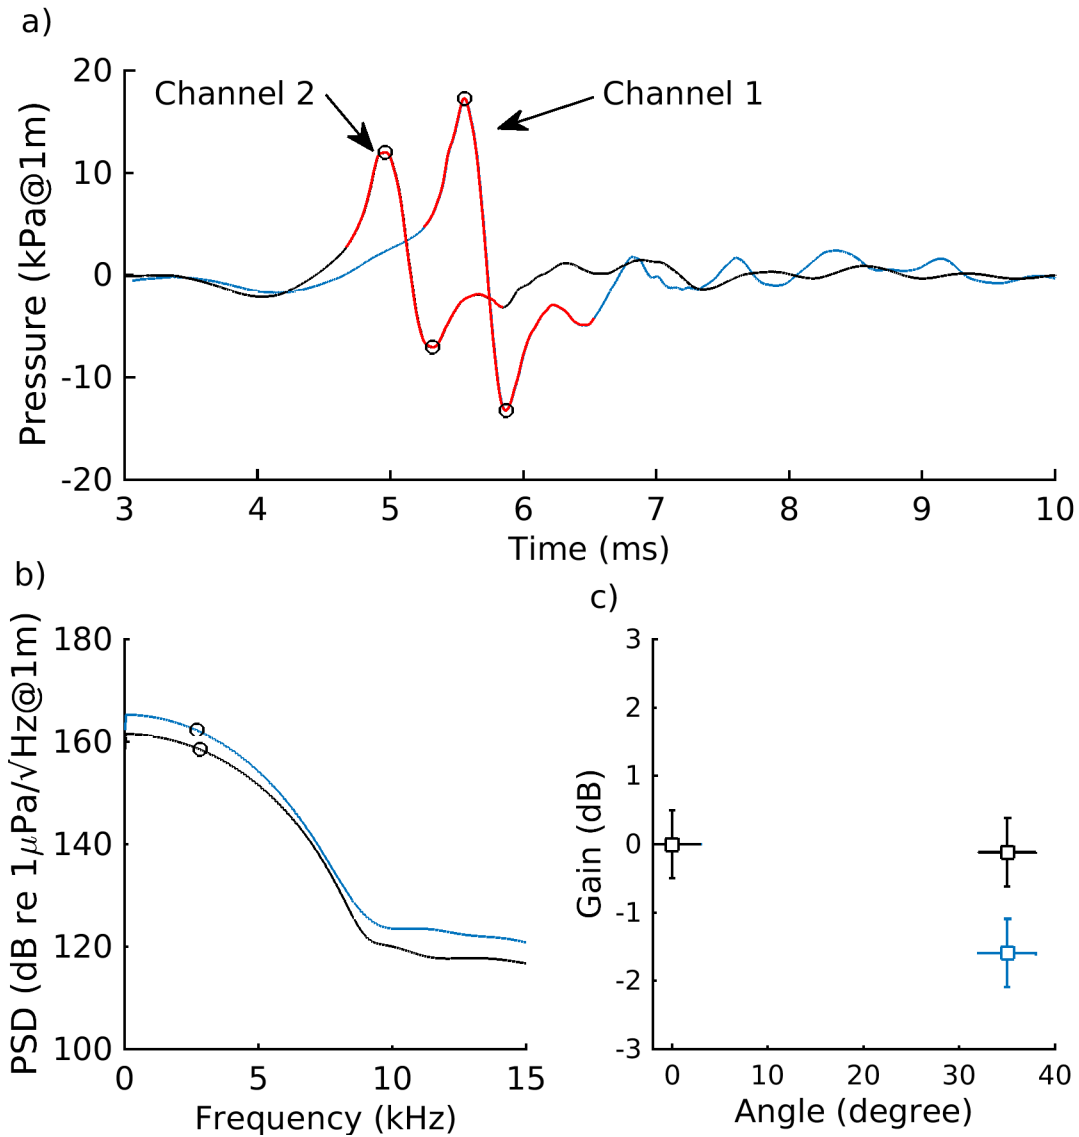 a)
20
Channel 2
Channel 1
10
0
-10
-20
Pressure (kPa@1m)
3 4 5 6 7 8 9 10
Time (ms)
b)
180
160
140
120
100
PSD (dB re 1μPa/√Hz@1m)
0 5 10 15
Frequency (kHz)
c)
3
2
1
0
-1
-2
-3
Gain (dB)
0 10 20 30 40
Angle (degree)